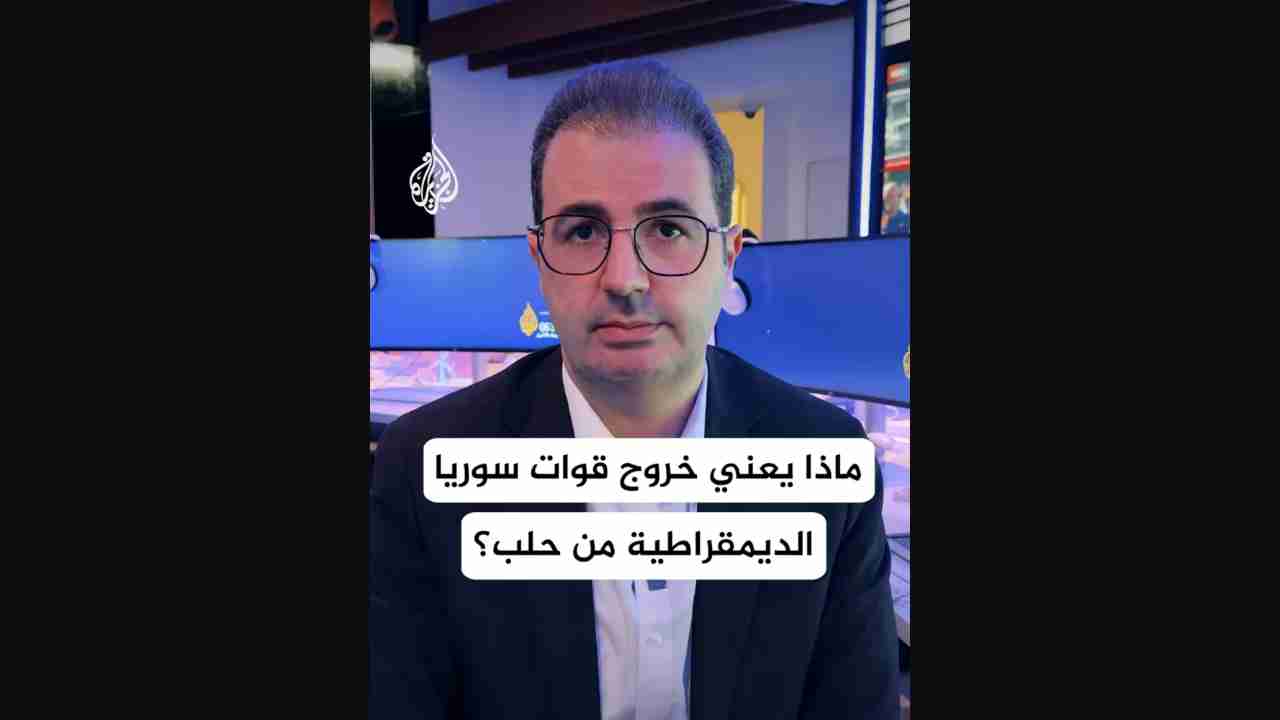 ماذا يعني خروج قوات سوريا
الديمقراطية من حلب؟